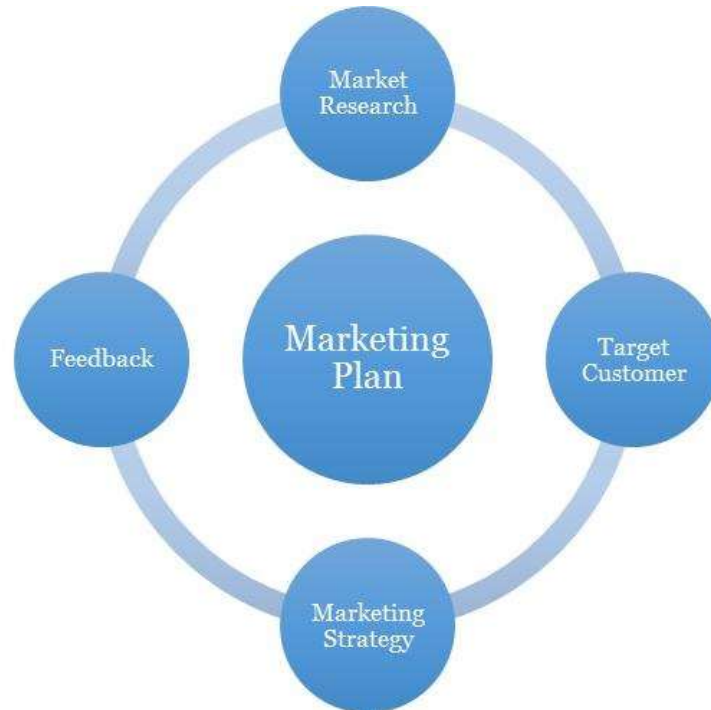 Market
Research
Marketing
Plan
Feedback
Target
Customer
Marketing
Strategy